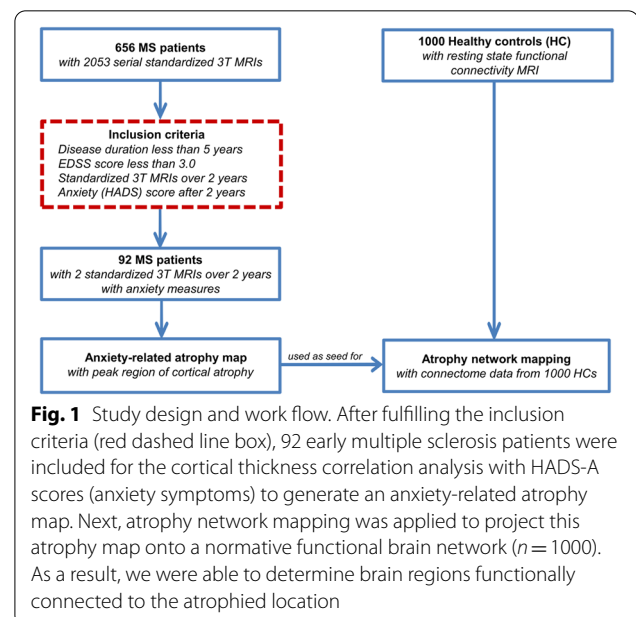 656 MS patients
with 2053 serial standardized 3T MRIs
1000 Healthy controls (HC)
with resting state functional
connectivity MRI
Inclusion criteria
Disease duration less than 5 years
EDSS score less than 3.0
Standardized 3T MRIs over 2 years
Anxiety (HADS) score after 2 years
92 MS patients
with 2 standardized 3T MRIs over 2 years
with anxiety measures
Anxiety-related atrophy map
with peak region of cortical atrophy
used as seed for
Atrophy network mapping
with connectome data from 1000 HCs
Fig. 1 Study design and work flow. After fulfilling the inclusion
criteria (red dashed line box), 92 early multiple sclerosis patients were
included for the cortical thickness correlation analysis with HADS-A
scores (anxiety symptoms) to generate an anxiety-related atrophy
map. Next, atrophy network mapping was applied to project this
atrophy map onto a normative functional brain network (n = 1000).
As a result, we were able to determine brain regions functionally
connected to the atrophied location